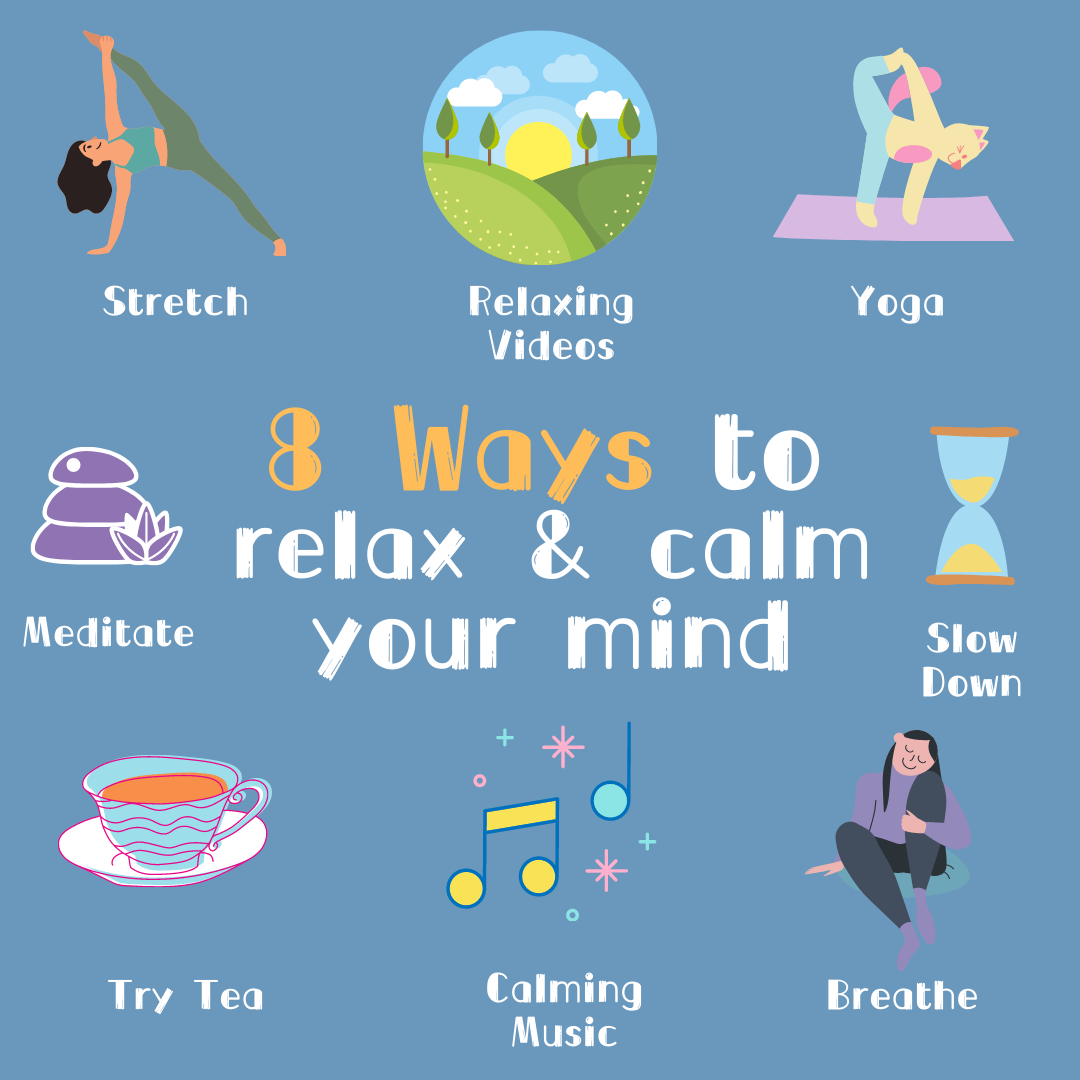 Stretch
Relaxing
Videos
Yoga
8 Ways to
relax & calm
your mind
Meditate
Slow
Down
Try Tea
Calming
Music
Breathe